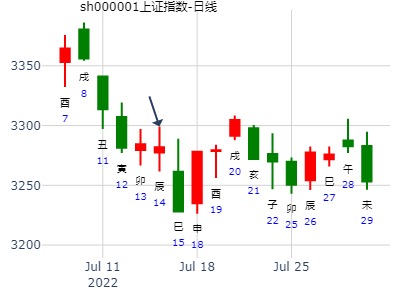 sh000001上证指数-日线
3350
3300
3250
3200
酉
7
戌
8
丑
11
寅
12
卯
13
辰
14
巳
15
申
18
酉
19
戌
20
亥
21
子
22
卯
25
辰
26
巳
27
午
28
未
29
Jul 11
2022
Jul 18
Jul 25